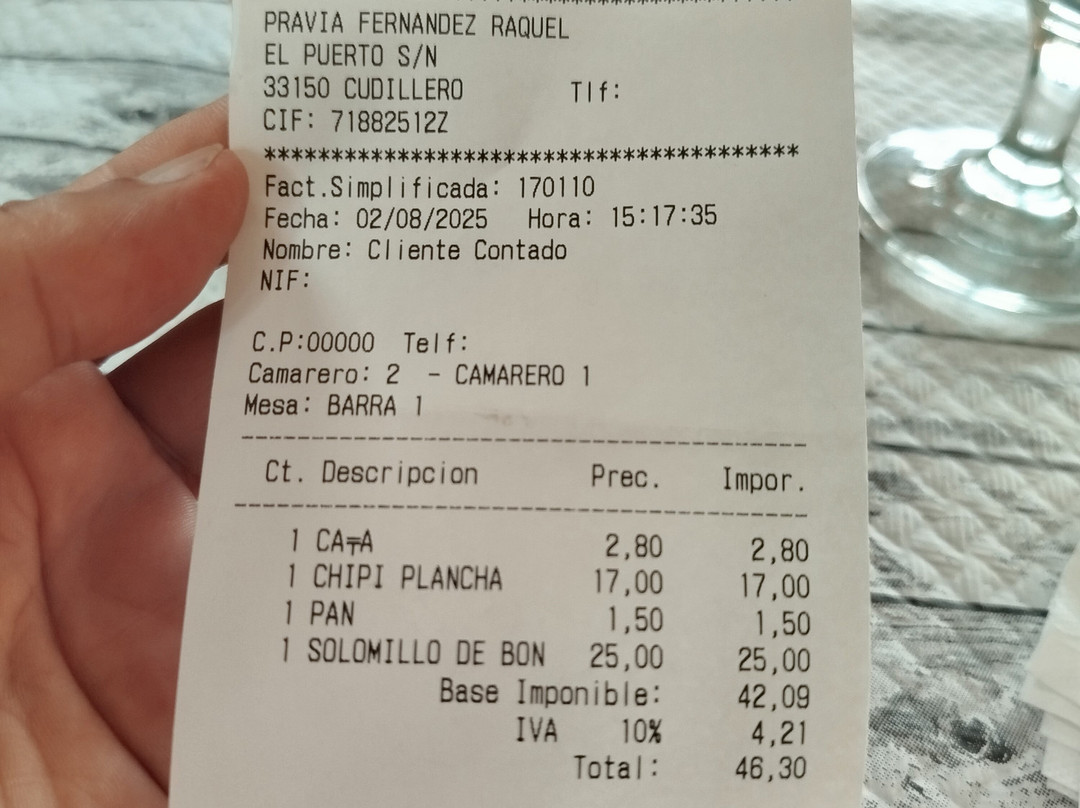 PRAVIA FERNANDEZ RAQUEL
EL PUERTO S/N
33150 CUDILLERO Tlf:
CIF: 71882512Z
****************************************
Fact.Simplificada: 170110
Fecha: 02/08/2025 Hora: 15:17:35
Nombre: Cliente Contado
NIF:
C.P:00000 Telf:
Camarero: 2 - CAMARERO 1
Mesa: BARRA 1
Ct. Descripcion Prec. Impor.
1 CA╤A 2,80 2,80
1 CHIPI PLANCHA 17,00 17,00
1 PAN 1,50 1,50
1 SOLOMILLO DE BON 25,00 25,00
Base Imponible: 42,09
IVA 10% 4,21
Total: 46,30